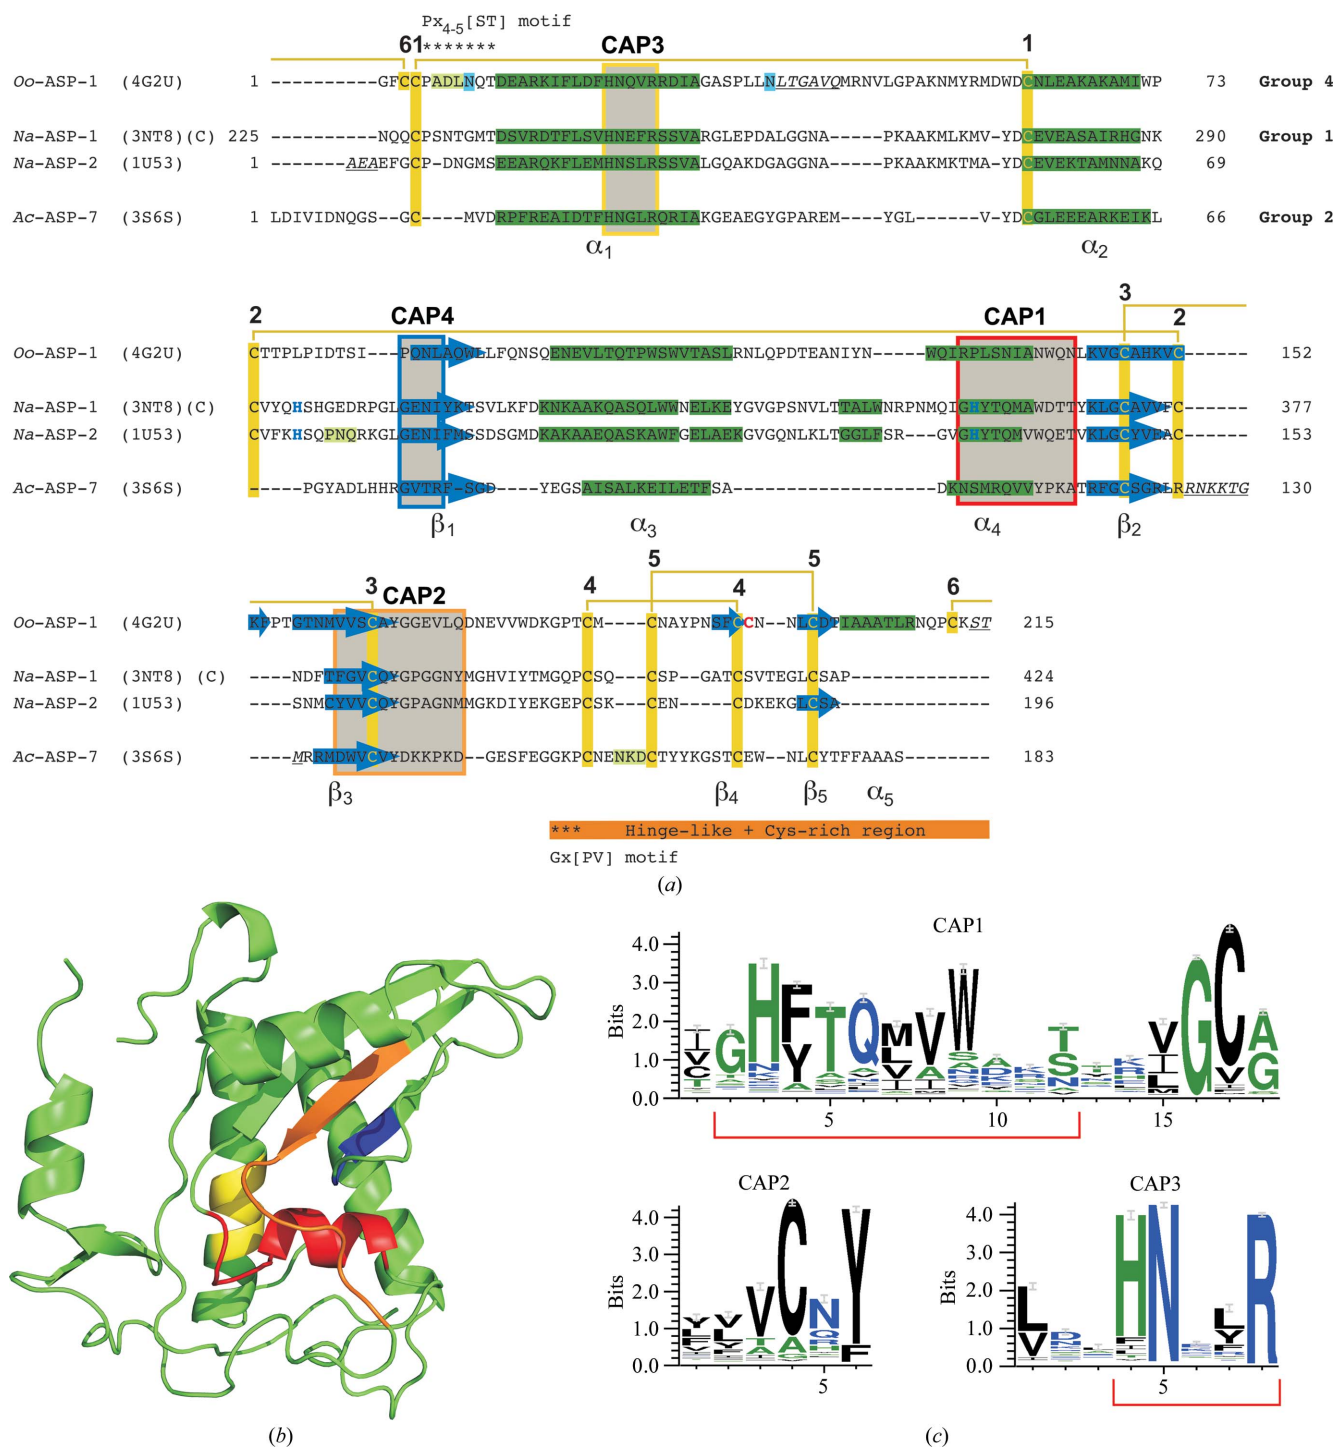 Px4-5[ST] motif
61 ******* CAP3 1
Oo-ASP-1 (4G2U) 1 ---------GFCCPADLNQTDEARKIFLDFHNQVRRDIAGASPLLNLTGAVQMRNVLGPAKNMYRMDWDCNLEAKAKAMIWP 73 Group 4
Na-ASP-1 (3NT8)(C) 225 ---------NQQCPSNTGMTDSVRDTFLSVHNEFRSSVARGLEPDALGGNA-----PKAAKMLKMV-YDCEVEASAIRHGNK 290 Group 1
Na-ASP-2 (1U53) 1 -------AEAEFGCP-DNGMSEEARQKFLEMHNSLRSSVALGQAKDGAGGNA-----PKAAKMKTMA-YDCEVEKTAMNNAKQ 69
Ac-ASP-7 (3S6S) 1 LDIVIDNQGS-GC----MVDRPFREAIDTFHNGLRQRIAKGEAEGYGPAREM----YGL-----V-YDCGLEEEARKEIKL 66 Group 2
α1 α2
2 CAP4 CAP1 3 2
Oo-ASP-1 (4G2U) CTTPLPIDTSI---PQNLAQWLLFQNSQENEVLTQTPWSWVTASLRNLQPDTEANIYN-----WQIRPLSNIANWQNLKVGCAHKVC------ 152
Na-ASP-1 (3NT8)(C) CVYQHSHGEDRPGLGENIYKTSVLKFDKNKAAKQASQLWWNELKEYGVGPSNVLTTALWNRPNMQIGHYTQMAWDTTYKLGCAVVFC------ 377
Na-ASP-2 (1U53) CVFKHSQPNQRKGLGENIFMSSDSGMDKAKAAEQASKAWFGELAEKGVGQNLKLTGGLFSR---GVGHYTQMVWQETVKLGCYVEAC------ 153
Ac-ASP-7 (3S6S) -----PGYADLHHRGVTRF-SGD----YEGSAISALKEILETFSA-------------------DKNSMRQVVYPKATRFGCSGRLRRNKKTG 130
β1 α3 α4 β2
3 CAP2 4 5 4 5 6
Oo-ASP-1 (4G2U) KPPTGTNMVVSCAYGGEVLQDNEVVWDKGPTCM----CNAYPNSFCCN--NLCDTIAAATLRNQPCKST 215
Na-ASP-1 (3NT8) (C) ----NDFTFGVCQYGPGGNYMGHVIYTMGQPCSQ---CSP--GATCSVTEGLCSAP------------- 424
Na-ASP-2 (1U53) ----SNMCYVVCQYGPAGNMMGKDIYEKGEPCSK---CEN-----CDKEKGLCSA-------------- 196
Ac-ASP-7 (3S6S) ----MRRMDWVCVYDKKPKD--GESFEGGKPCNENKDCTYYKGSTCEW--NLCYTFFAAAS-------- 183
β3 β4 β5 α5
*** Hinge-like + Cys-rich region
Gx[PV] motif
(a)
CAP1
Bits
4.0
3.0
2.0
1.0
0.0
5 10 15
CAP2
Bits
4.0
3.0
2.0
1.0
0.0
5
CAP3
Bits
4.0
3.0
2.0
1.0
0.0
5
(b) (c)